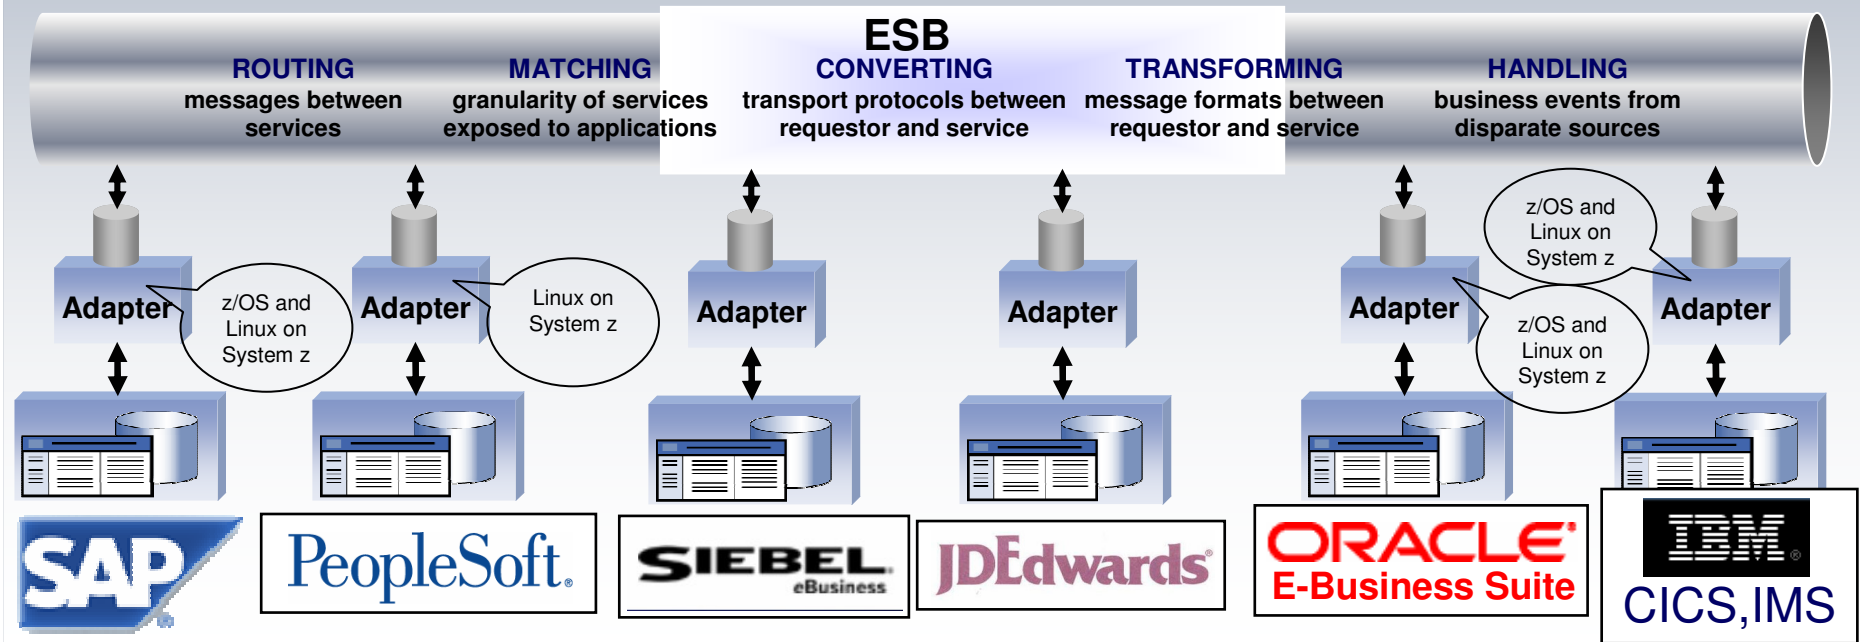 ESB
ROUTING
messages between
services
MATCHING
granularity of services
exposed to applications
CONVERTING
transport protocols between
requestor and service
TRANSFORMING
message formats between
requestor and service
HANDLING
business events from
disparate sources
Adapter
z/OS and
Linux on
System z
Adapter
Linux on
System z
Adapter
Adapter
Adapter
z/OS and
Linux on
System z
Adapter
z/OS and
Linux on
System z
SAP®
PeopleSoft®
SIEBEL®
eBusiness
JDEdwards®
ORACLE®
E-Business Suite
IBM®
CICS,IMS